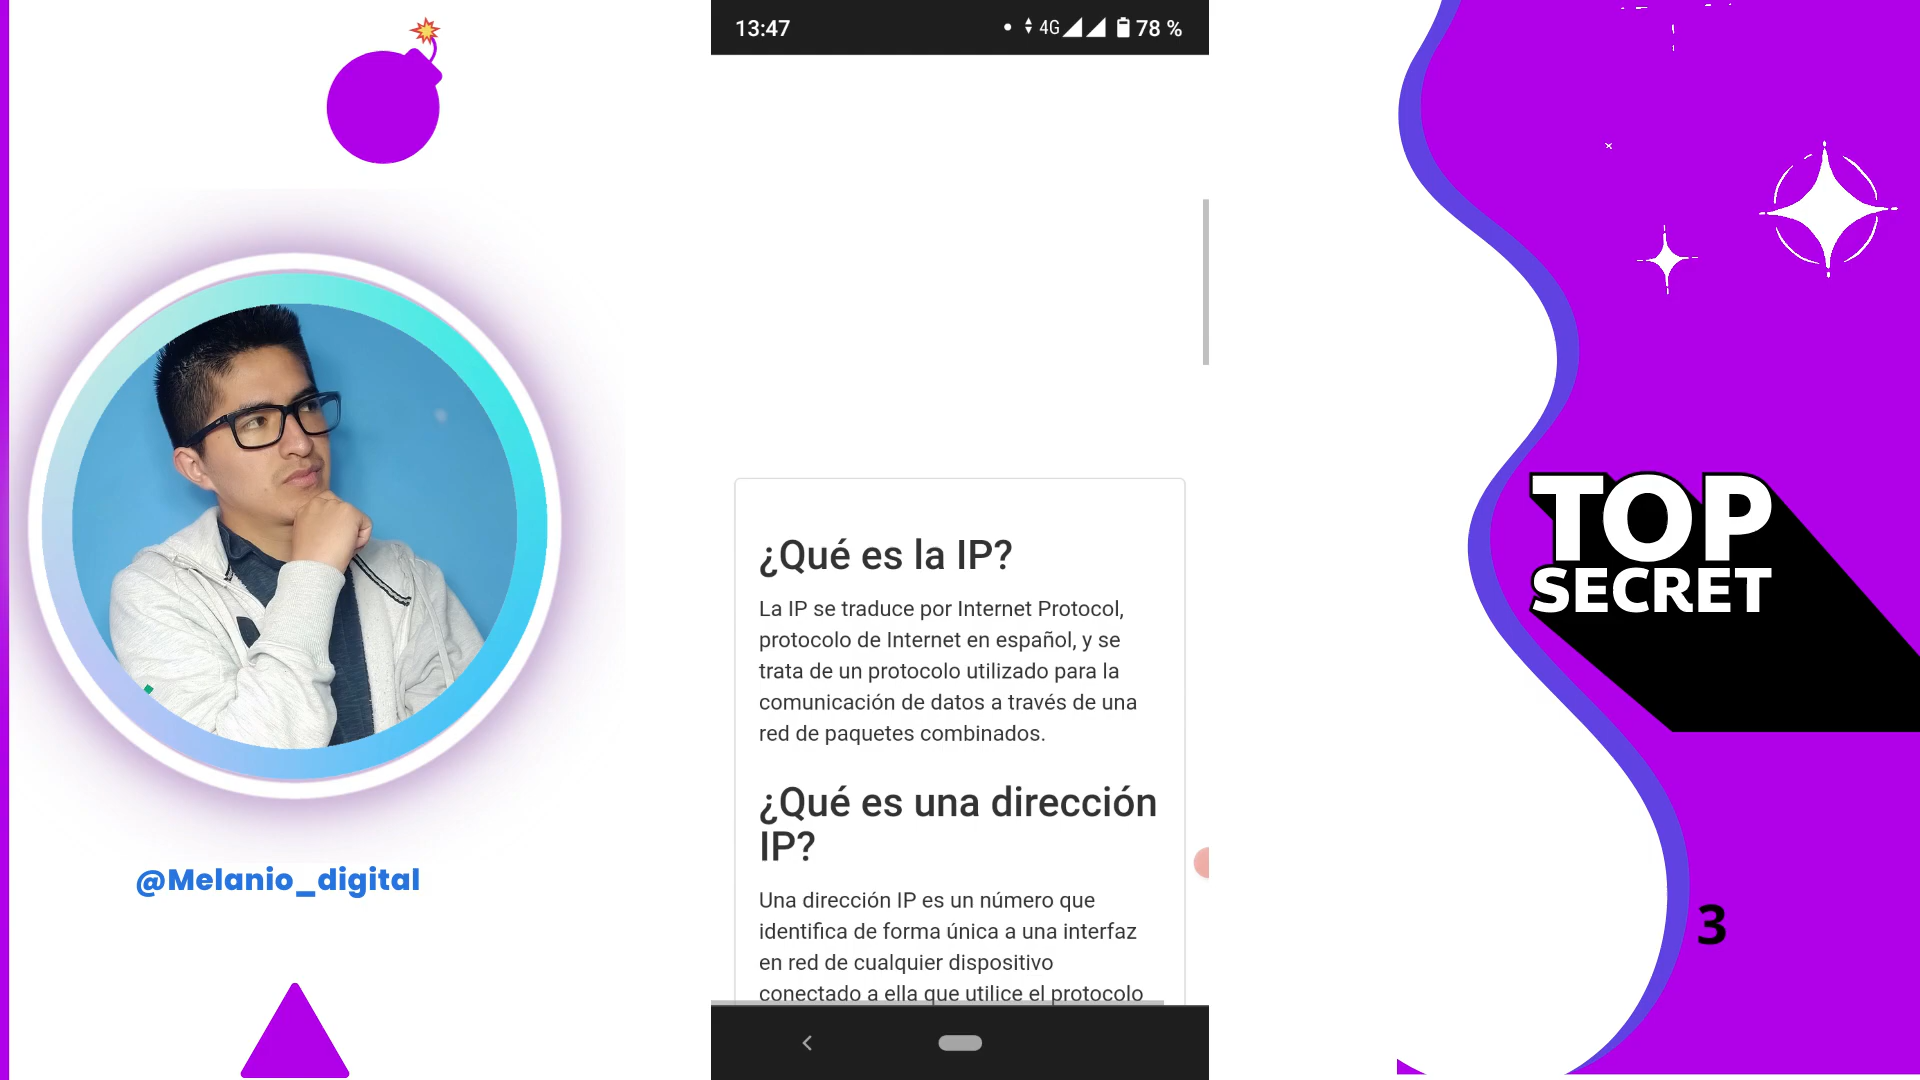 13:47
4G
78 %
¿Qué es la IP?
La IP se traduce por Internet Protocol,
protocolo de Internet en español, y se
trata de un protocolo utilizado para la
comunicación de datos a través de una
red de paquetes combinados.
¿Qué es una dirección
IP?
Una dirección IP es un número que
identifica de forma única a una interfaz
en red de cualquier dispositivo
conectado a ella que utilice el protocolo
@Melanio_digital
TOP
SECRET
3